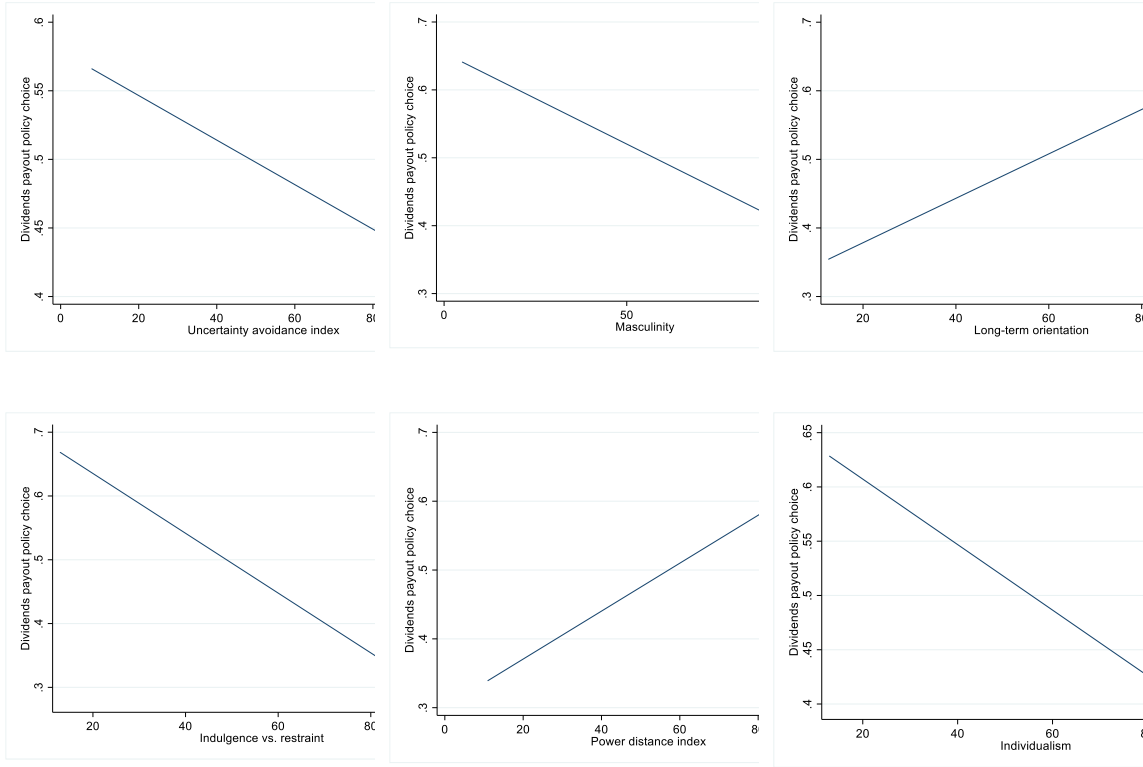 Dividends payout policy choice
.6
.55
.5
.45
.4
0 20 40 60
Uncertainty avoidance index
Dividends payout policy choice
.7
.6
.5
.4
.3
0 50
Masculinity
Dividends payout policy choice
.7
.6
.5
.4
.3
20 40 60
Long-term orientation
Dividends payout policy choice
.7
.6
.5
.4
.3
20 40 60 80
Indulgence vs. restraint
Dividends payout policy choice
.7
.6
.5
.4
.3
0 20 40 60
Power distance index
Dividends payout policy choice
.65
.6
.55
.5
.45
.4
20 40 60
Individualism